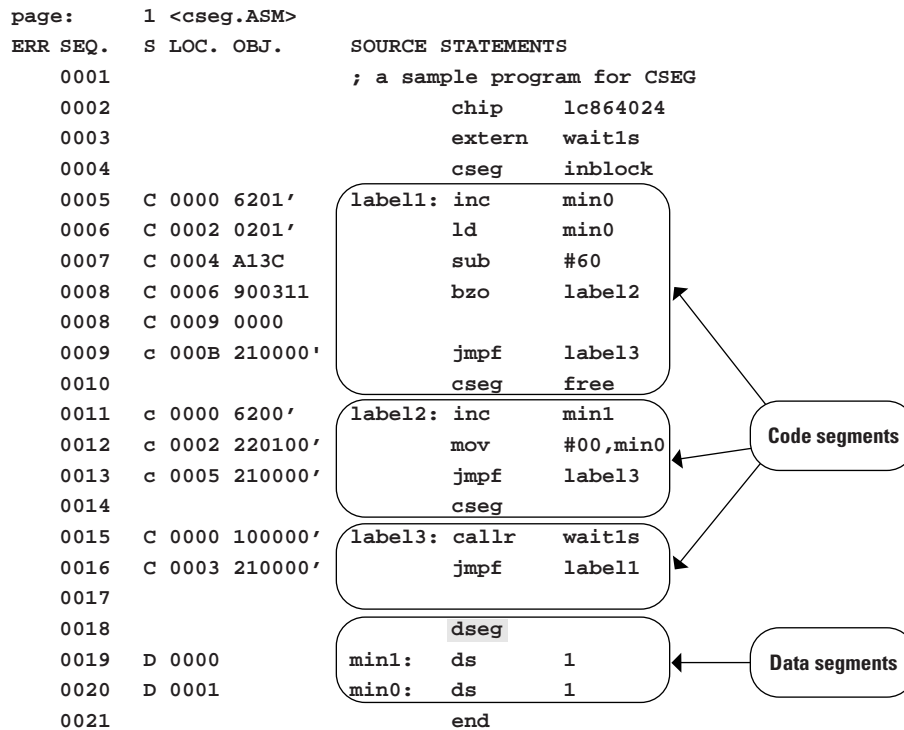 page:      1 <cseg.ASM>
ERR SEQ.   S LOC. OBJ.     SOURCE STATEMENTS
0001                       ; a sample program for CSEG
0002                               chip    lc864024
0003                               extern  wait1s
0004                               cseg    inblock
0005   C 0000 6201′         label1: inc     min0
0006   C 0002 0201′                 ld      min0
0007   C 0004 A13C                  sub     #60
0008   C 0006 900311                bzo     label2
0008   C 0009 0000
0009   c 000B 210000'               jmpf    label3
0010                               cseg    free
0011   c 0000 6200′         label2: inc     min1
0012   c 0002 220100′               mov     #00,min0
Code segments
0013   c 0005 210000′               jmpf    label3
0014                               cseg
0015   C 0000 100000′       label3: callr   wait1s
0016   C 0003 210000′               jmpf    label1
0017
0018                               dseg
0019   D 0000               min1:   ds      1
Data segments
0020   D 0001               min0:   ds      1
0021                               end